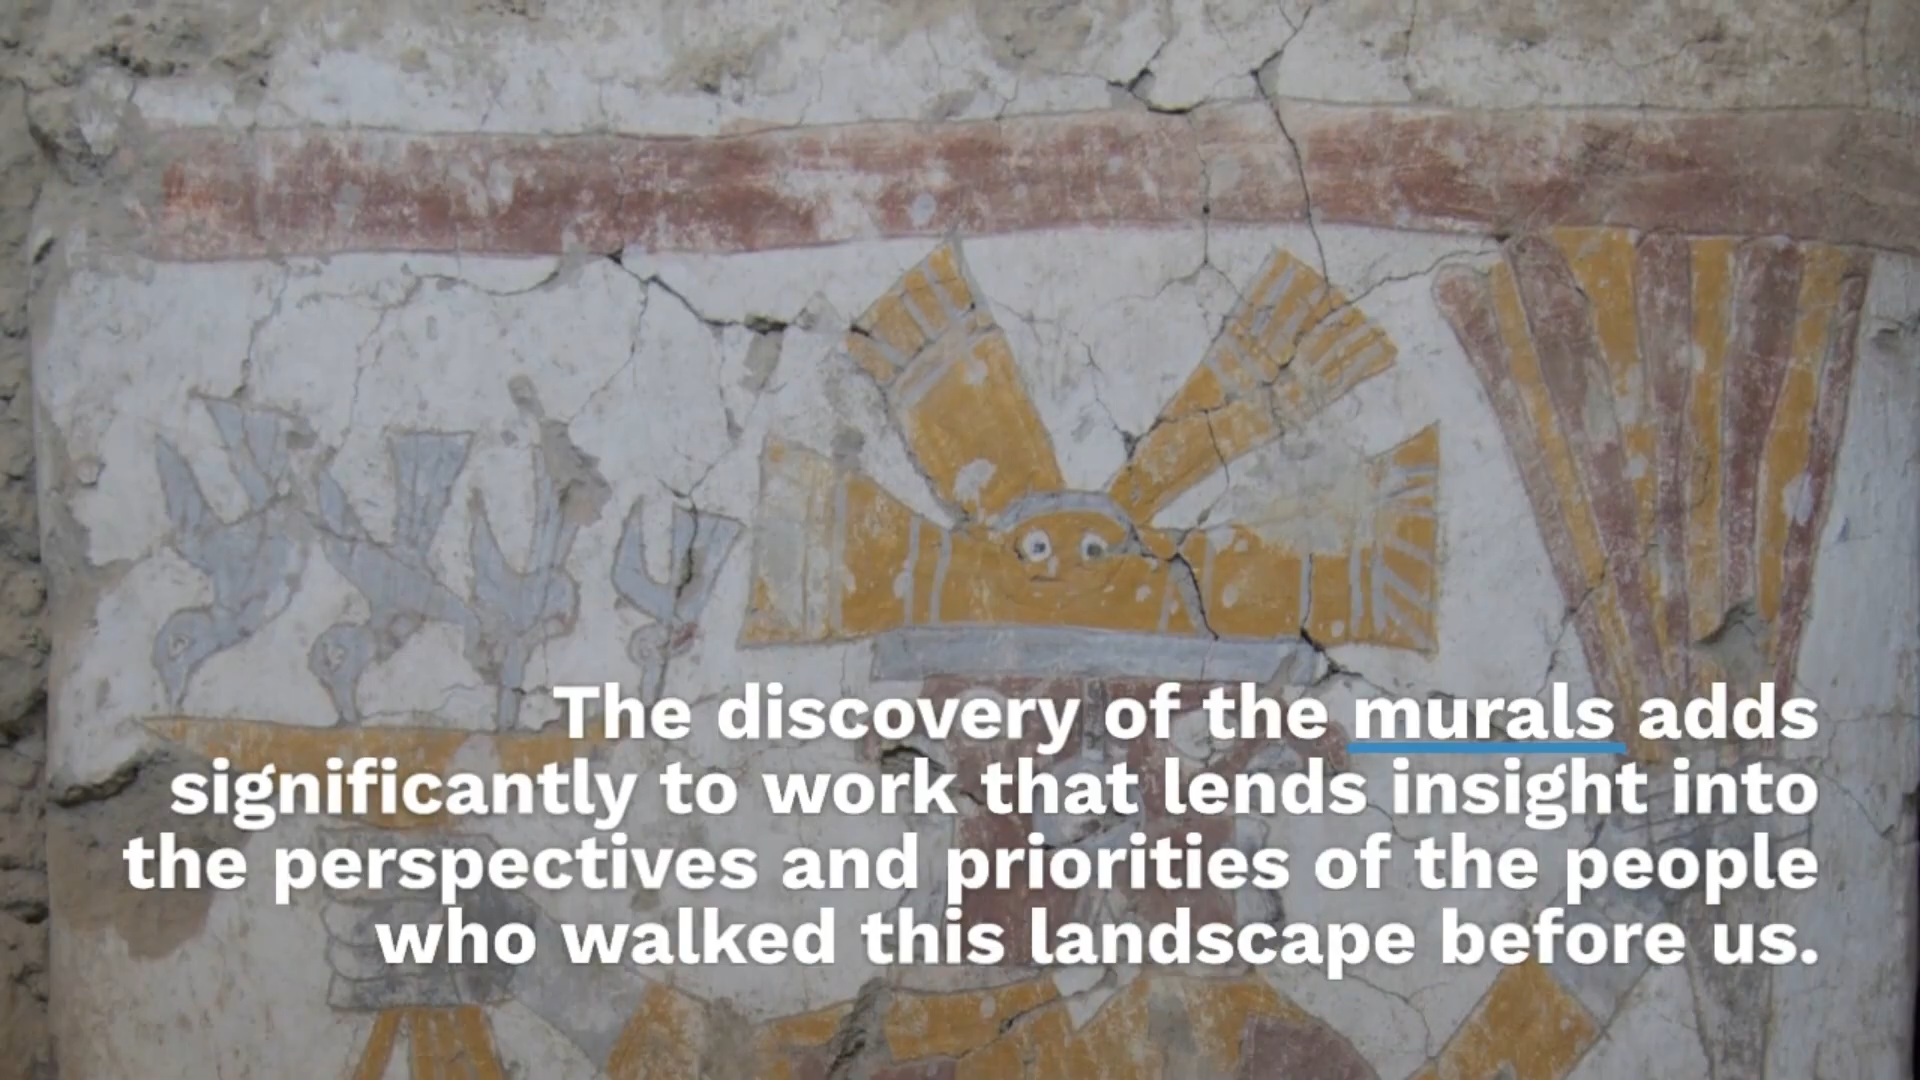 The discovery of the murals adds
significantly to work that lends insight into
the perspectives and priorities of the people
who walked this landscape before us.